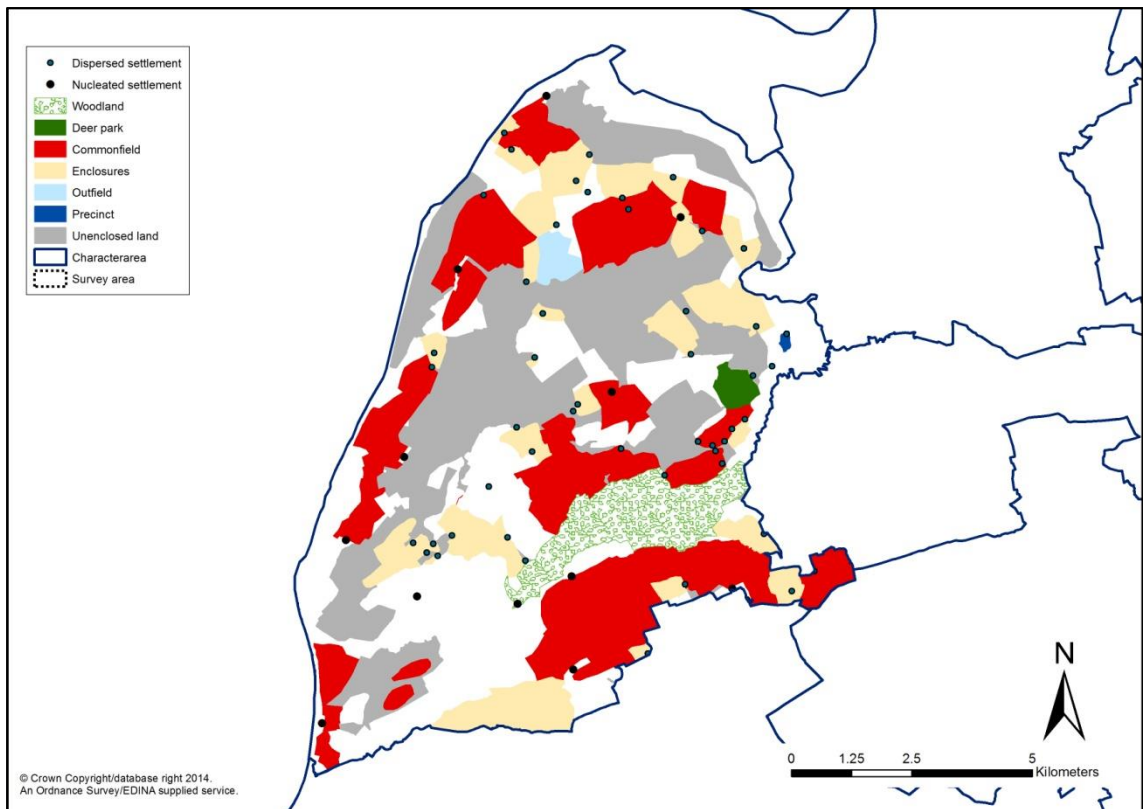 Dispersed settlement
Nucleated settlement
Woodland
Deer park
Commonfield
Enclosures
Outfield
Precinct
Unenclosed land
Characterarea
Survey area
N
0 1.25 2.5 5
Kilometers
© Crown Copyright/database right 2014.
An Ordnance Survey/EDINA supplied service.